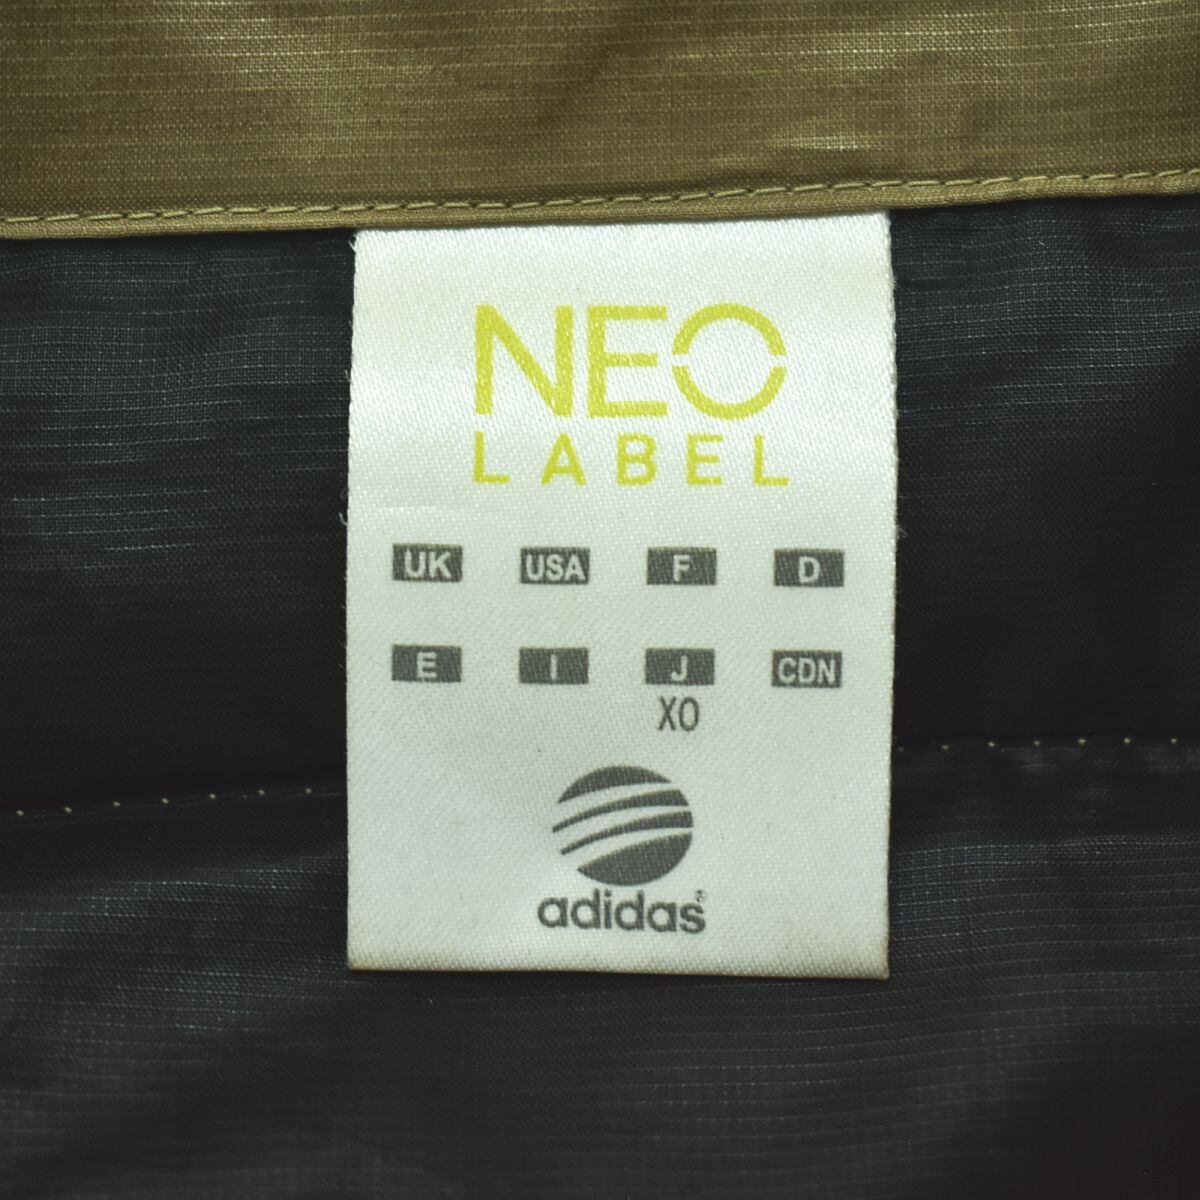 NEO
LABEL
UK USA F D
E I J CDN
XO
adidas®